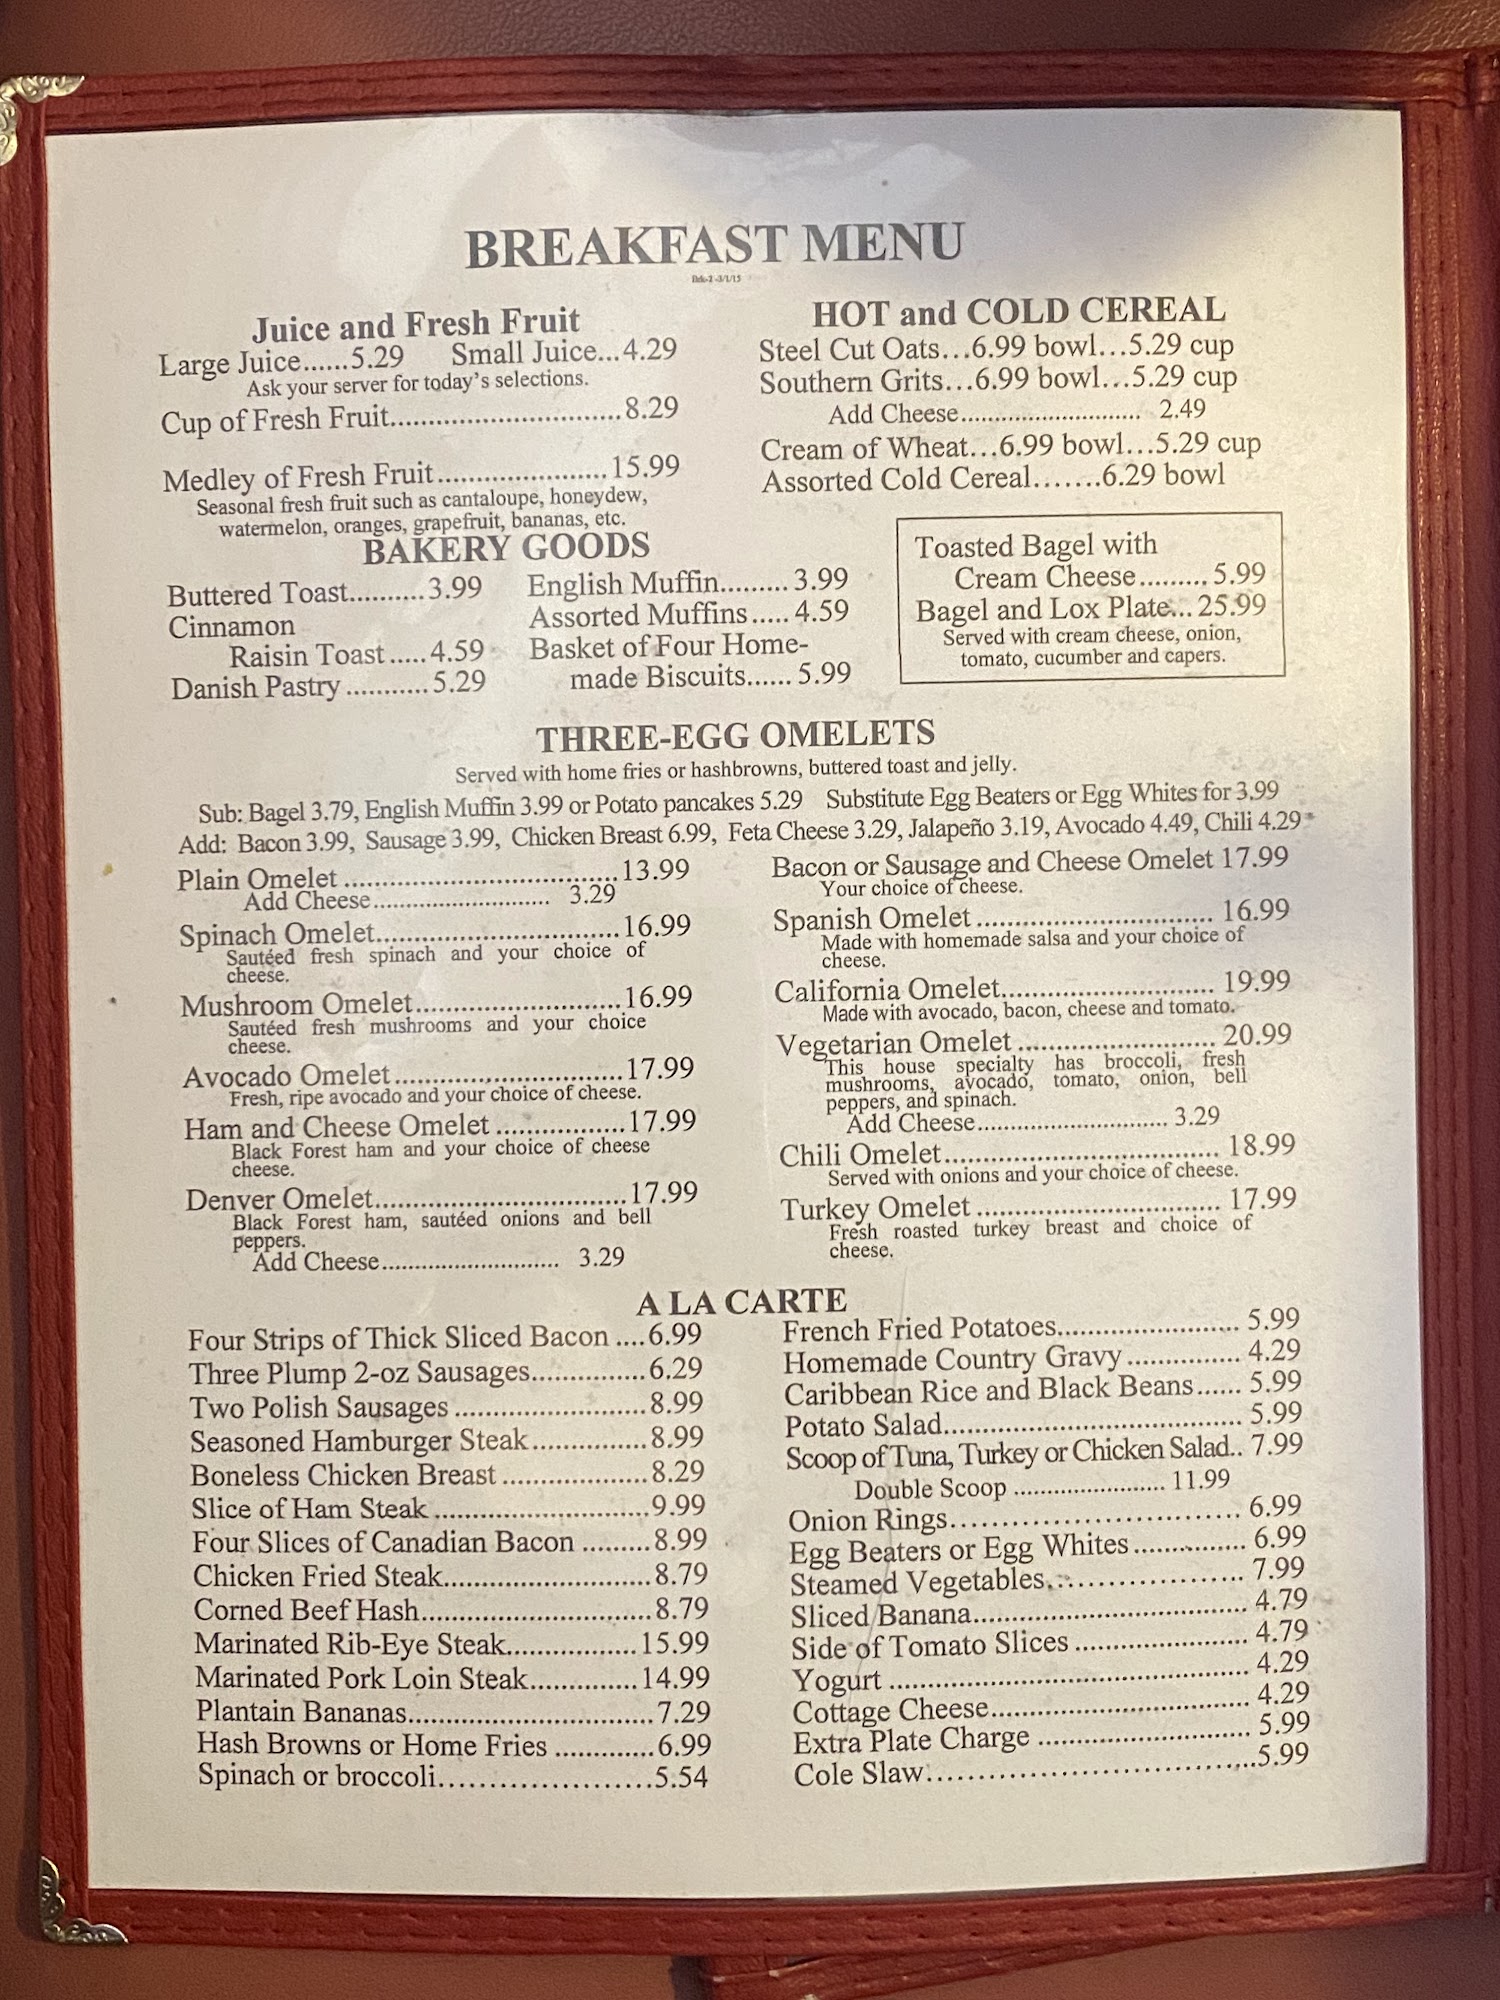 BREAKFAST MENU
Juice and Fresh Fruit
Large Juice......5.29 Small Juice...4.29
Ask your server for today's selections.
Cup of Fresh Fruit..............................8.29
Medley of Fresh Fruit......................15.99
Seasonal fresh fruit such as cantaloupe, honeydew,
watermelon, oranges, grapefruit, bananas, etc.
HOT and COLD CEREAL
Steel Cut Oats...6.99 bowl...5.29 cup
Southern Grits...6.99 bowl...5.29 cup
Add Cheese........................... 2.49
Cream of Wheat...6.99 bowl...5.29 cup
Assorted Cold Cereal.......6.29 bowl
BAKERY GOODS
Buttered Toast..........3.99
Cinnamon
Raisin Toast.....4.59
Danish Pastry...........5.29
English Muffin.........3.99
Assorted Muffins.....4.59
Basket of Four Home-
made Biscuits......5.99
Toasted Bagel with
Cream Cheese.........5.99
Bagel and Lox Plate...25.99
Served with cream cheese, onion,
tomato, cucumber and capers.
THREE-EGG OMELETS
Served with home fries or hashbrowns, buttered toast and jelly.
Sub: Bagel 3.79, English Muffin 3.99 or Potato pancakes 5.29 Substitute Egg Beaters or Egg Whites for 3.99
Add: Bacon 3.99, Sausage 3.99, Chicken Breast 6.99, Feta Cheese 3.29, Jalapeño 3.19, Avocado 4.49, Chili 4.29
Plain Omelet....................................13.99
Add Cheese........................... 3.29
Spinach Omelet................................16.99
Sautéed fresh spinach and your choice of
cheese.
Mushroom Omelet...........................16.99
Sautéed fresh mushrooms and your choice
cheese.
Avocado Omelet..............................17.99
Fresh, ripe avocado and your choice of cheese.
Ham and Cheese Omelet.................17.99
Black Forest ham and your choice of cheese
cheese.
Denver Omelet.................................17.99
Black Forest ham, sautéed onions and bell
peppers.
Add Cheese........................... 3.29
Bacon or Sausage and Cheese Omelet 17.99
Your choice of cheese.
Spanish Omelet............................... 16.99
Made with homemade salsa and your choice of
cheese.
California Omelet............................ 19.99
Made with avocado, bacon, cheese and tomato.
Vegetarian Omelet.......................... 20.99
This house specialty has broccoli, fresh
mushrooms, avocado, tomato, onion, bell
peppers, and spinach.
Add Cheese............................. 3.29
Chili Omelet.................................... 18.99
Served with onions and your choice of cheese.
Turkey Omelet................................ 17.99
Fresh roasted turkey breast and choice of
cheese.
A LA CARTE
Four Strips of Thick Sliced Bacon....6.99
Three Plump 2-oz Sausages...............6.29
Two Polish Sausages.........................8.99
Seasoned Hamburger Steak...............8.99
Boneless Chicken Breast...................8.29
Slice of Ham Steak............................9.99
Four Slices of Canadian Bacon.........8.99
Chicken Fried Steak...........................8.79
Corned Beef Hash..............................8.79
Marinated Rib-Eye Steak.................15.99
Marinated Pork Loin Steak..............14.99
Plantain Bananas................................7.29
Hash Browns or Home Fries.............6.99
Spinach or broccoli.....................5.54
French Fried Potatoes........................ 5.99
Homemade Country Gravy............... 4.29
Caribbean Rice and Black Beans...... 5.99
Potato Salad....................................... 5.99
Scoop of Tuna, Turkey or Chicken Salad.. 7.99
Double Scoop....................... 11.99
Onion Rings.............................. 6.99
Egg Beaters or Egg Whites............... 6.99
Steamed Vegetables..................... 7.99
Sliced Banana.................................... 4.79
Side of Tomato Slices....................... 4.79
Yogurt............................................... 4.29
Cottage Cheese.................................. 4.29
Extra Plate Charge............................ 5.99
Cole Slaw..................................5.99